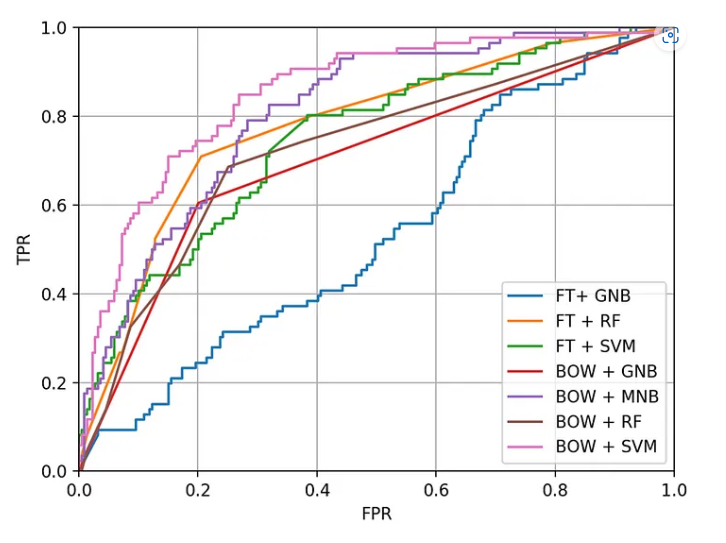 1.0
0.8
0.6
0.4
0.2
0.0
TPR
0.0 0.2 0.4 0.6 0.8 1.0
FPR
FT+ GNB
FT + RF
FT + SVM
BOW + GNB
BOW + MNB
BOW + RF
BOW + SVM